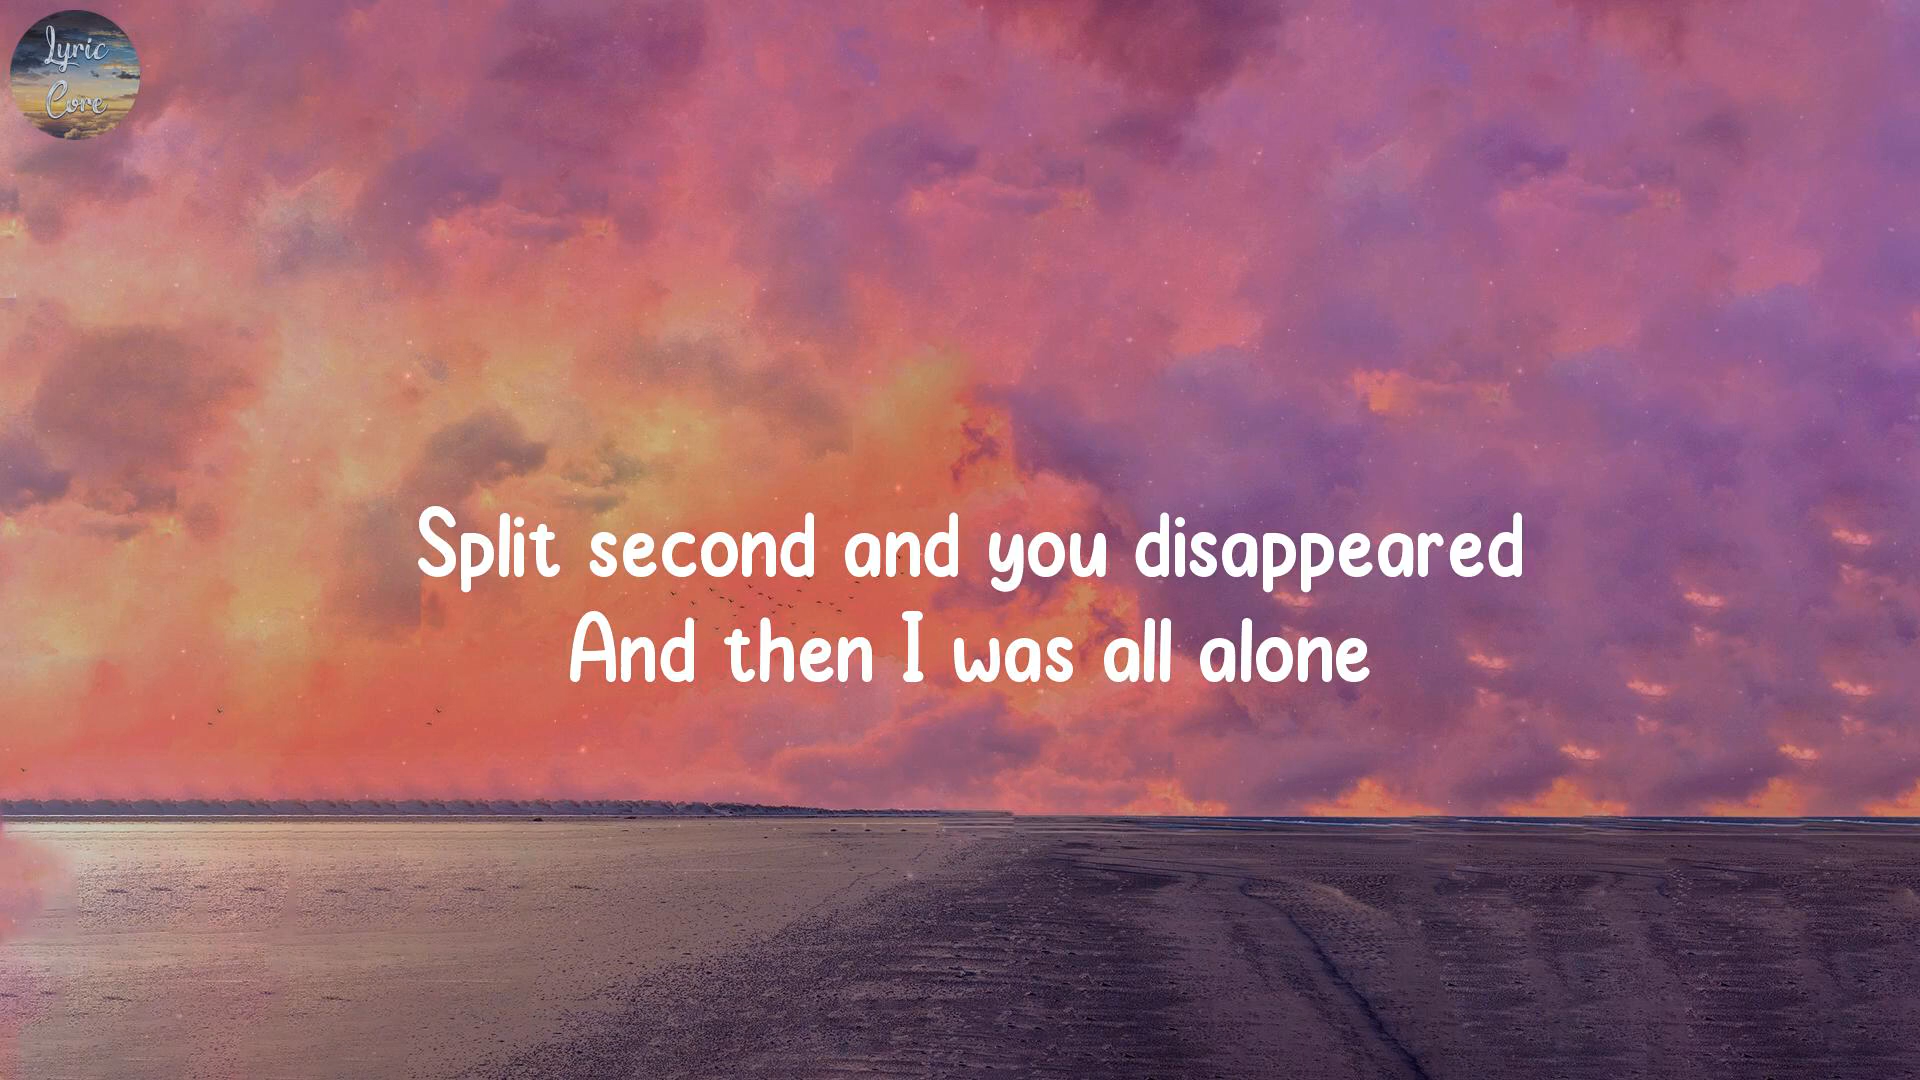 Lyric
Core
Split second and you disappeared
And then I was all alone